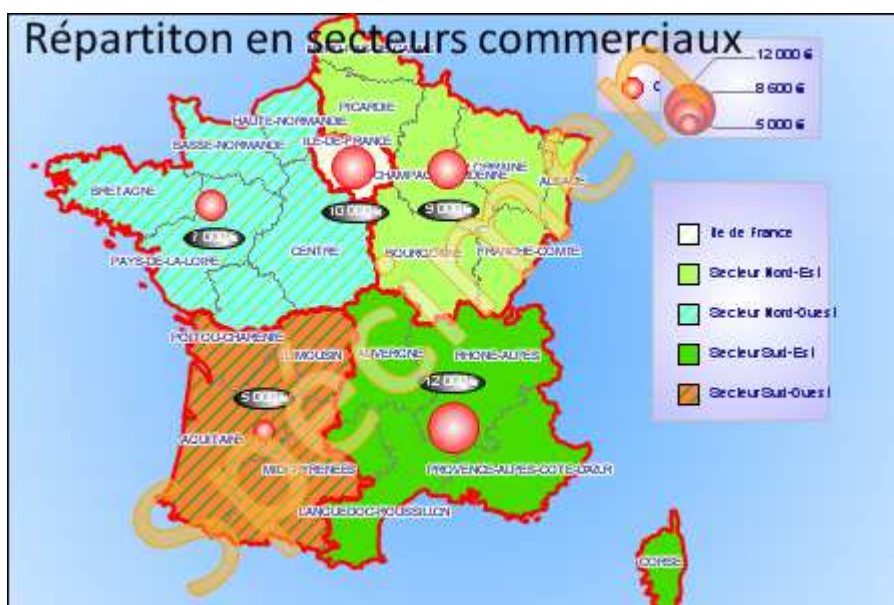 Répartiton en secteurs commerciaux
12 000 €
8 600 €
5 000 €
PICARDIE
HAUTE-NORMANDIE
ILE-DE-FRANCE
BASSE-NORMANDE
ALSACE
BRETAGNE
10 000 €
9 000 €
7 000 €
CENTRE
BOURGOGNE
FRANCHE-COMTE
PAYS-DE-LA-LOIRE
Ile de France
Secteur Nord-Est
Secteur Nord-Ouest
Secteur Sud-Est
Secteur Sud-Ouest
POITOU-CHARENTE
LIMOUSIN
AUVERGNE
RHONE-ALPES
12 000 €
5 000 €
AQUITAINE
MIDI-PYRENEES
PROVENCE-ALPES-COTE-D'AZUR
LANGUEDOC-ROUSSILLON
CORSE
Specimen